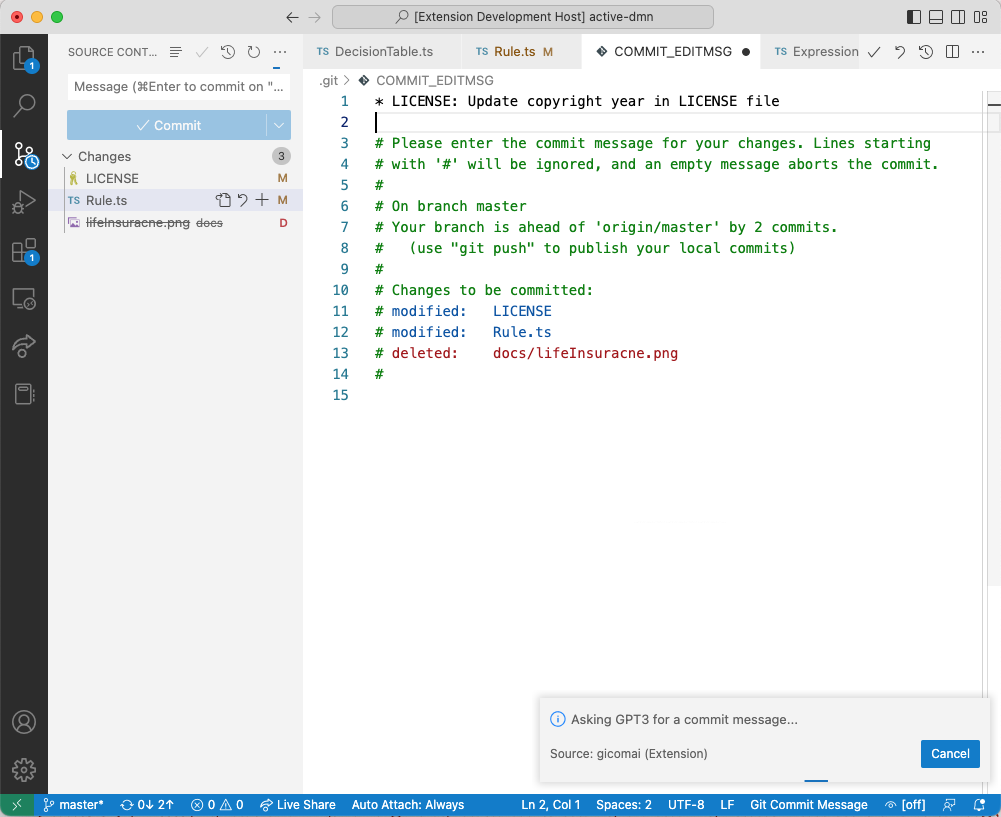 [Extension Development Host] active-dmn
SOURCE CONT...
TS DecisionTable.ts
TS Rule.ts M
COMMIT_EDITMSG
TS Expression
.git > COMMIT_EDITMSG
Message (⌘Enter to commit on "...
Commit
Changes 3
LICENSE M
TS Rule.ts M
lifeInsuracne.png docs D
1
1
1 * LICENSE: Update copyright year in LICENSE file
2
3 # Please enter the commit message for your changes. Lines starting
4 # with '#' will be ignored, and an empty message aborts the commit.
5 #
6 # On branch master
7 # Your branch is ahead of 'origin/master' by 2 commits.
8 #   (use "git push" to publish your local commits)
9 #
10 # Changes to be committed:
11 # modified:   LICENSE
12 # modified:   Rule.ts
13 # deleted:    docs/lifeInsuracne.png
14 #
15
Asking GPT3 for a commit message...
Source: gicomai (Extension)
Cancel
master* 0↓ 2↑ 0 0 Live Share Auto Attach: Always Ln 2, Col 1 Spaces: 2 UTF-8 LF Git Commit Message [off]